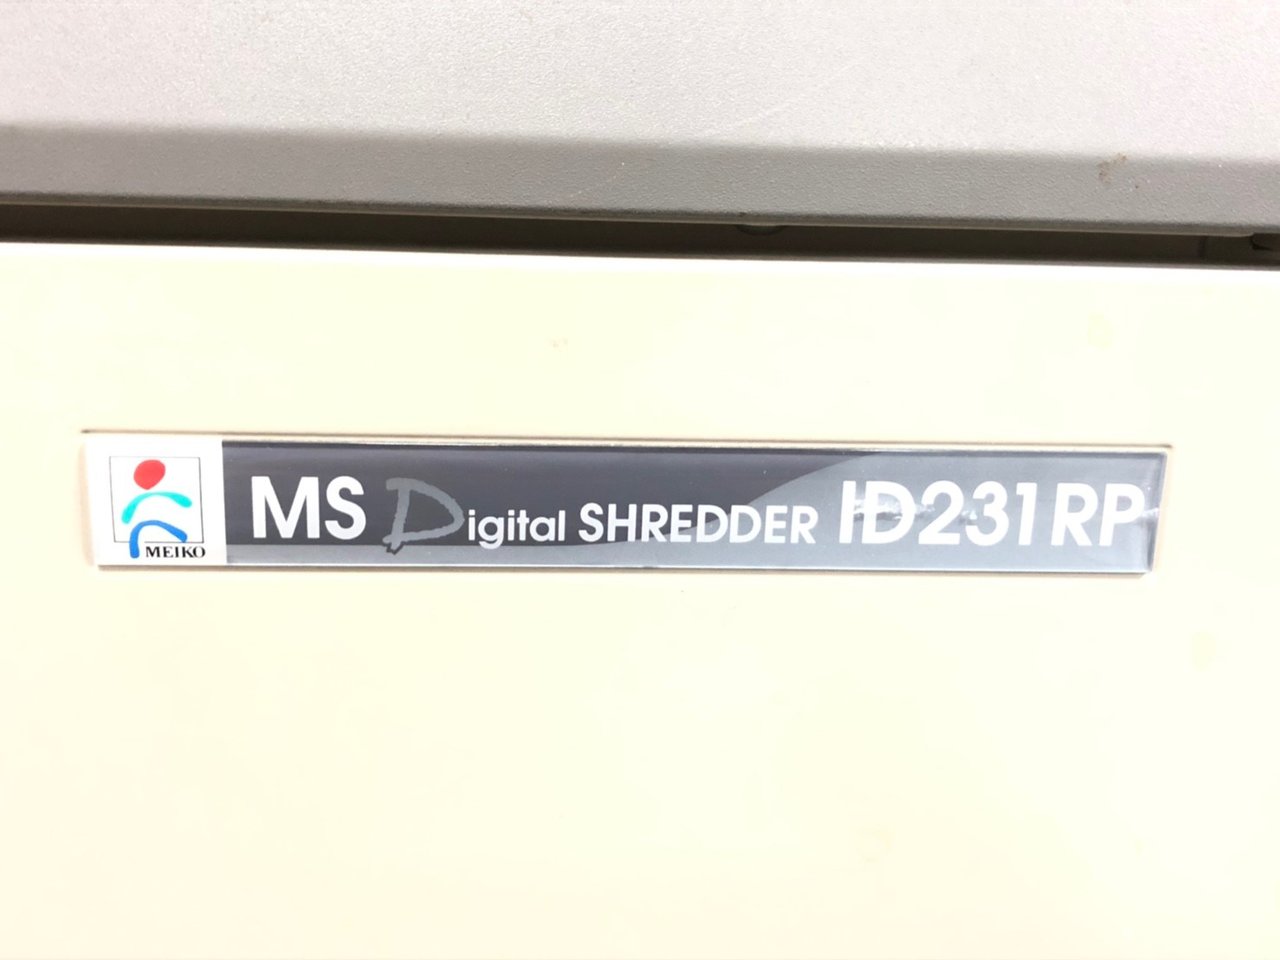 MEIKO
MS Digital SHREDDER ID231RP